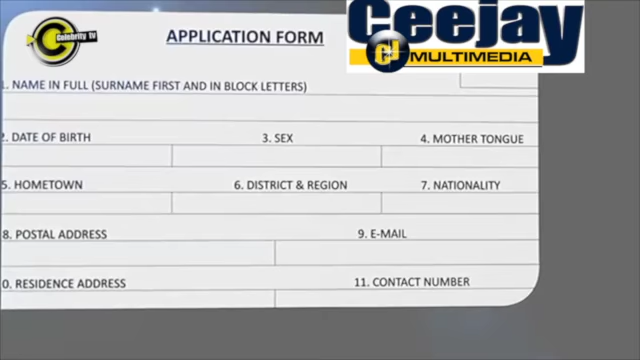 Celebrity Tv
Ceejay
MULTIMEDIA
APPLICATION FORM
1. NAME IN FULL (SURNAME FIRST AND IN BLOCK LETTERS)
2. DATE OF BIRTH
3. SEX
4. MOTHER TONGUE
5. HOMETOWN
6. DISTRICT & REGION
7. NATIONALITY
8. POSTAL ADDRESS
9. E-MAIL
0. RESIDENCE ADDRESS
11. CONTACT NUMBER